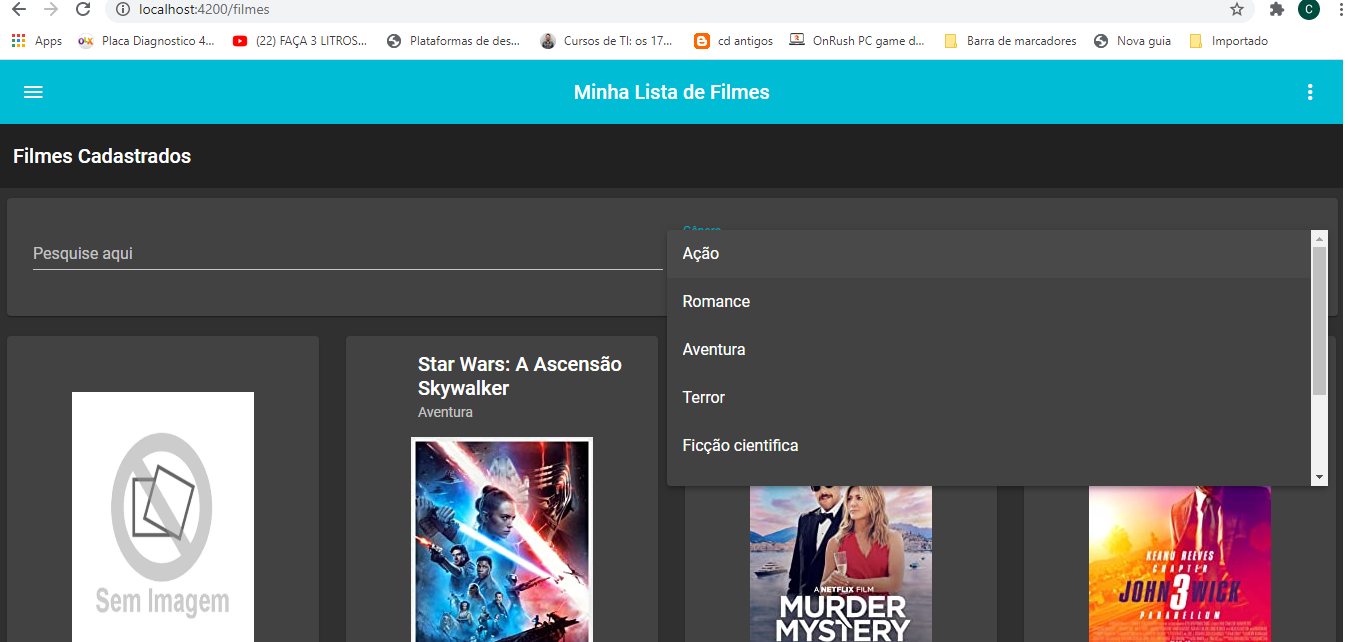 localhost:4200/filmes
C
Apps
Placa Diagnostico 4...
(22) FAÇA 3 LITROS...
Plataformas de des...
Cursos de TI: os 17...
cd antigos
OnRush PC game d...
Barra de marcadores
Nova guia
Importado
Minha Lista de Filmes
Filmes Cadastrados
Pesquise aqui
Ação
Romance
Aventura
Terror
Ficção cientifica
Star Wars: A Ascensão
Skywalker
Aventura
Sem Imagem
A NETFLIX FILM
MURDER
MYSTERY
KEANU REEVES
CHAPTER
JOHN 3 WICK
PARABELLUM